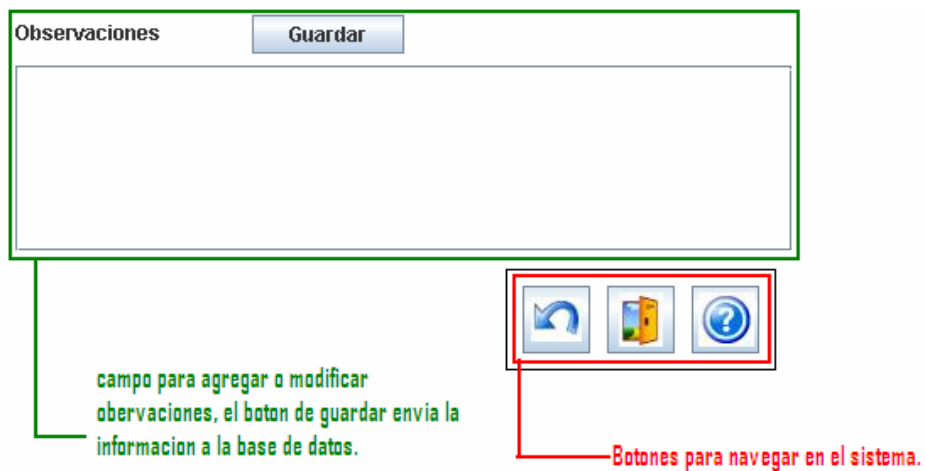 Observaciones Guardar
campo para agregar o modificar
obervaciones, el boton de guardar envia la
informacion a la base de datos.
Botones para navegar en el sistema.